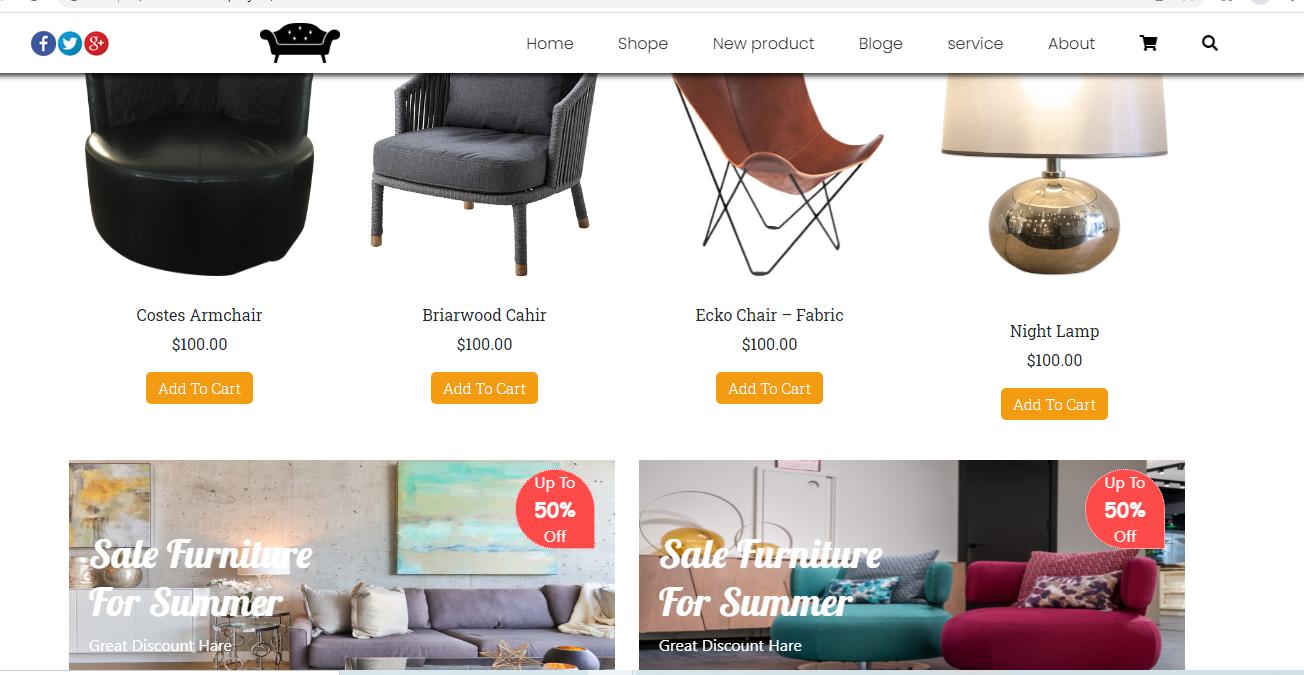 f
g+
Home
Shope
New product
Bloge
service
About
Costes Armchair
$100.00
Add To Cart
Briarwood Cahir
$100.00
Add To Cart
Ecko Chair – Fabric
$100.00
Add To Cart
Night Lamp
$100.00
Add To Cart
Up To
50%
Off
Sale Furniture
For Summer
Great Discount Hare
Up To
50%
Off
Sale Furniture
For Summer
Great Discount Hare